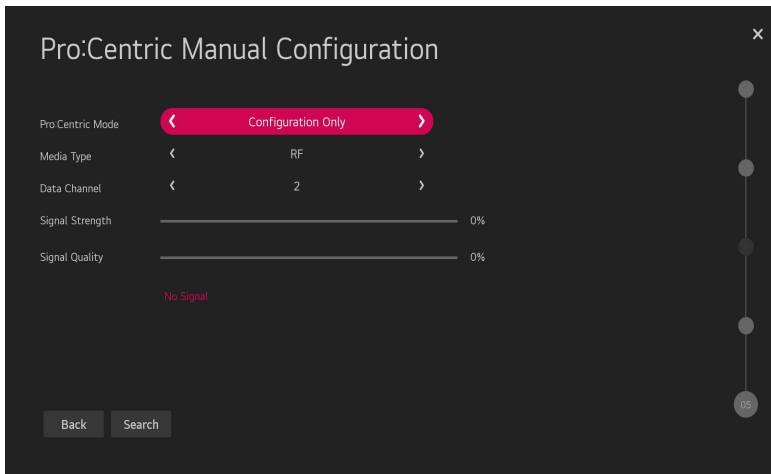 Pro:Centric Manual Configuration
Pro:Centric Mode
Configuration Only
Media Type
RF
Data Channel
2
Signal Strength
0%
Signal Quality
0%
No Signal
Back
Search
05